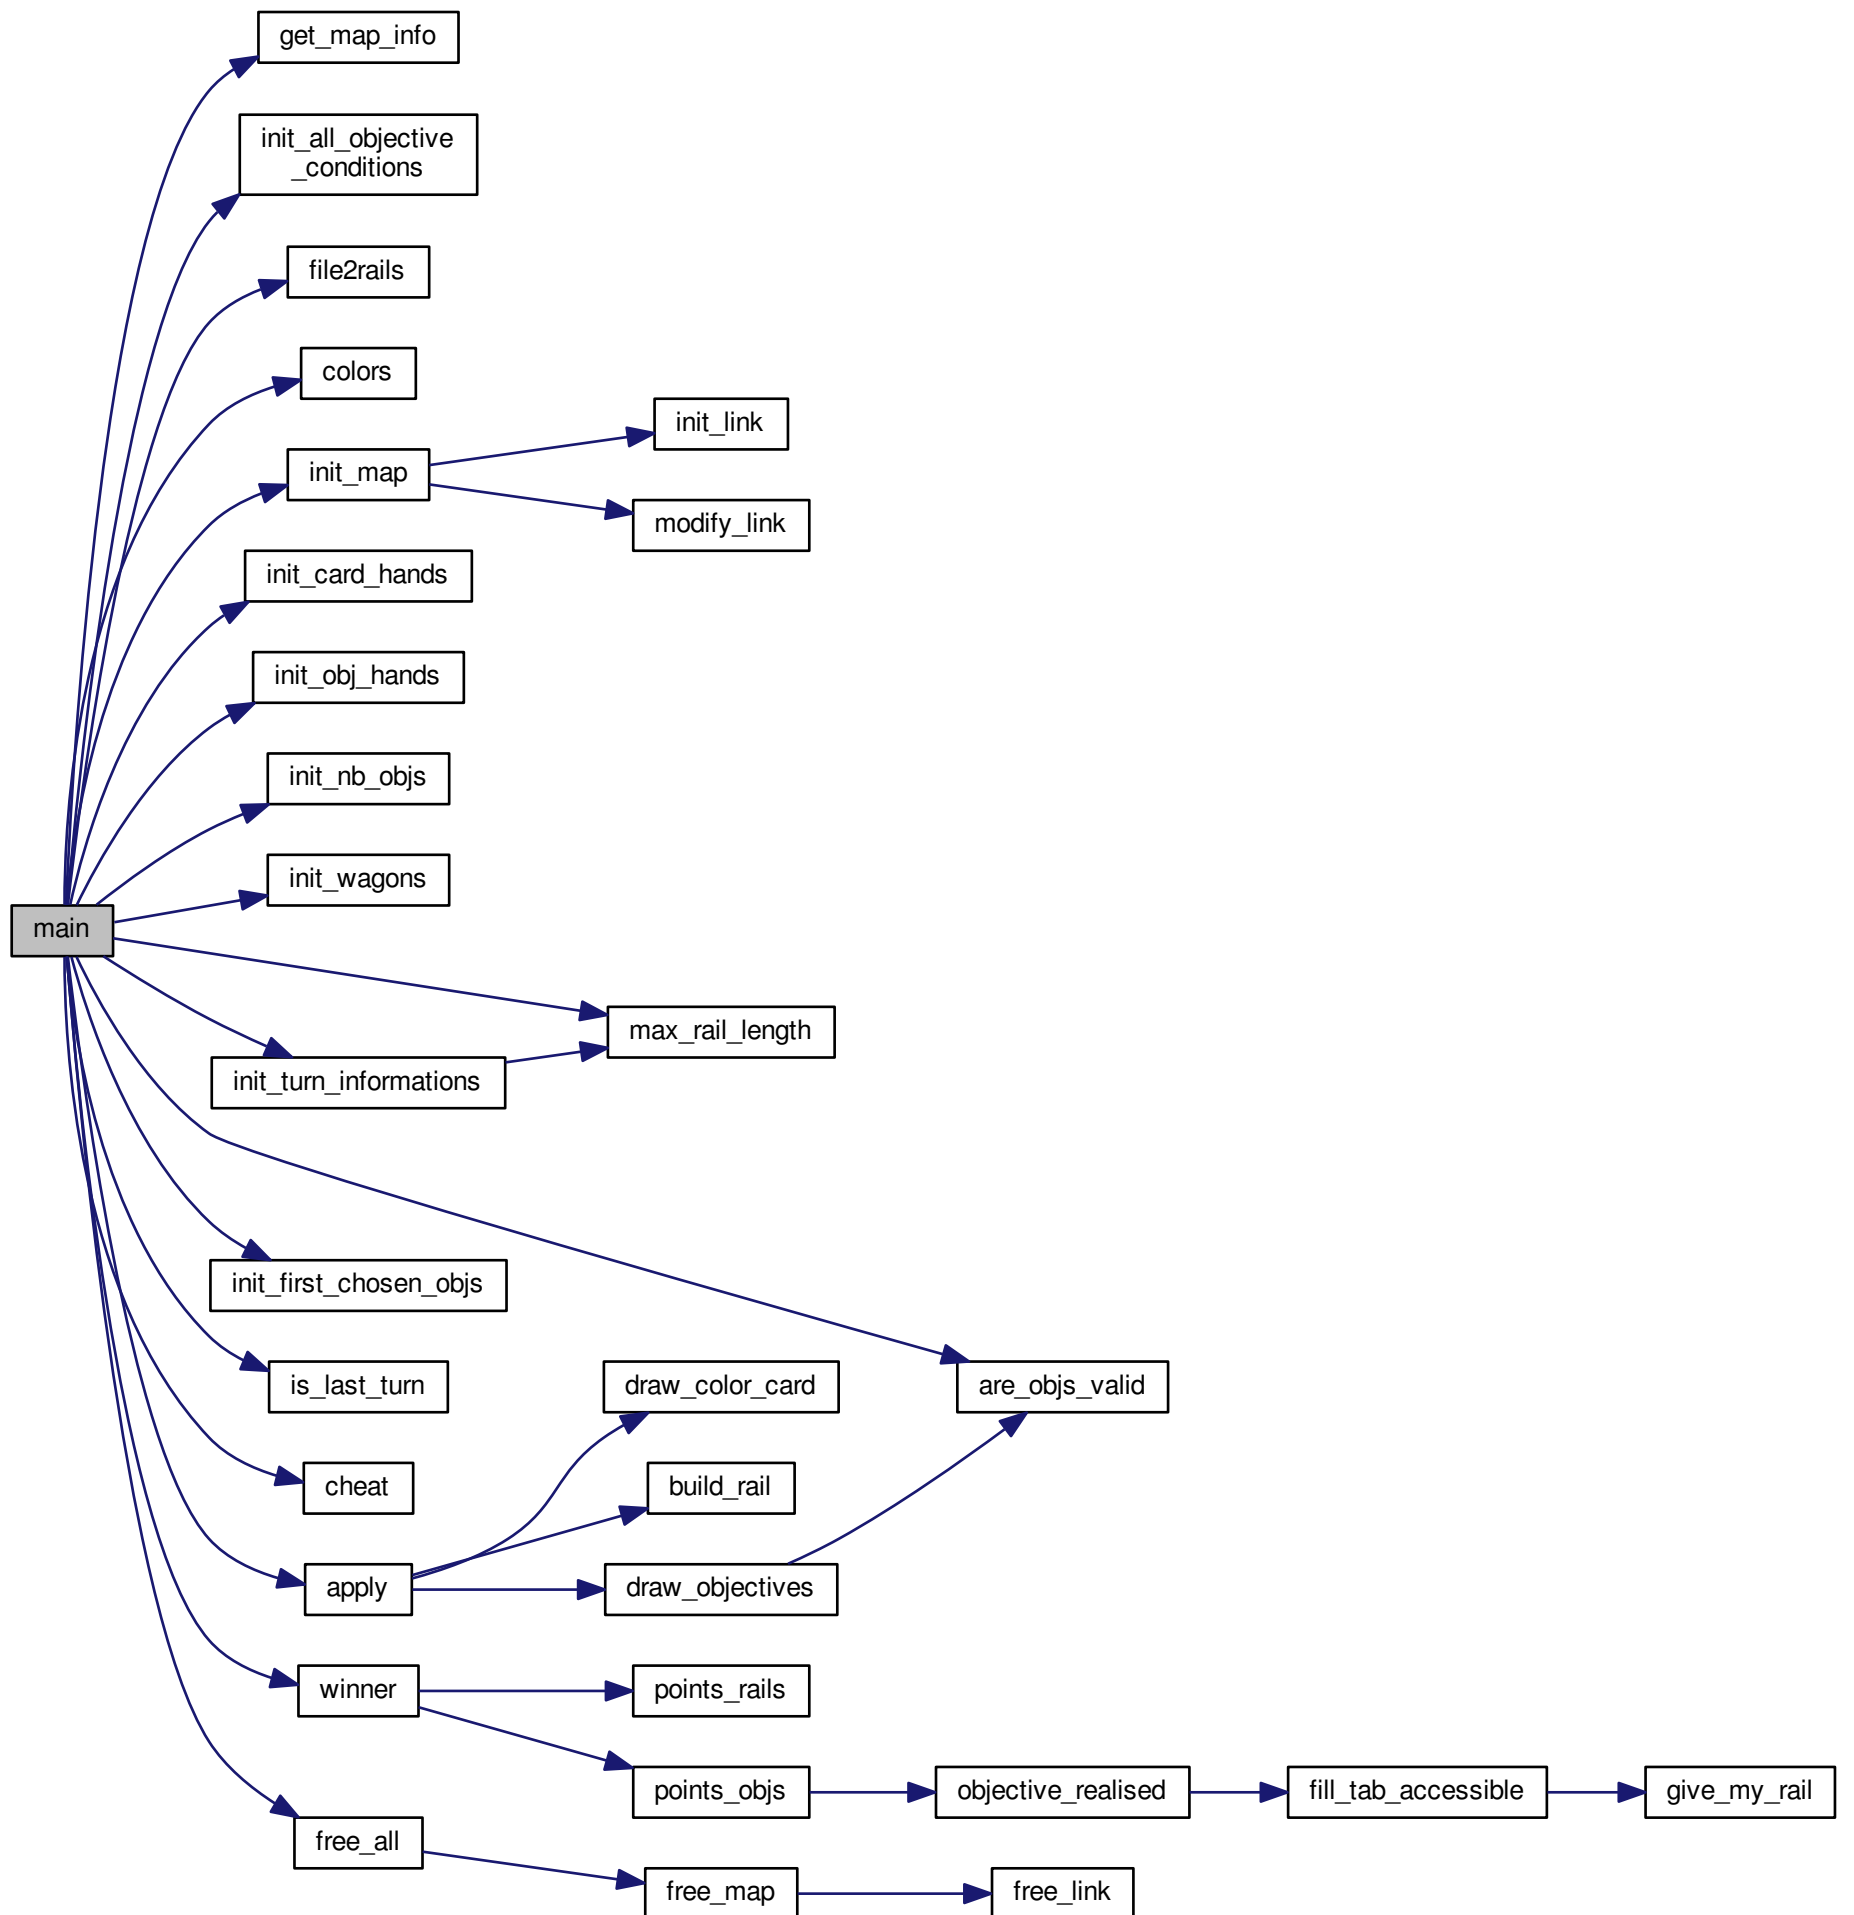 get_map_info
init_all_objective
_conditions
file2rails
colors
init_link
init_map
modify_link
init_card_hands
init_obj_hands
init_nb_objs
init_wagons
main
max_rail_length
init_turn_informations
init_first_chosen_objs
is_last_turn
draw_color_card
are_objs_valid
cheat
build_rail
apply
draw_objectives
winner
points_rails
points_objs
objective_realised
fill_tab_accessible
give_my_rail
free_all
free_map
free_link